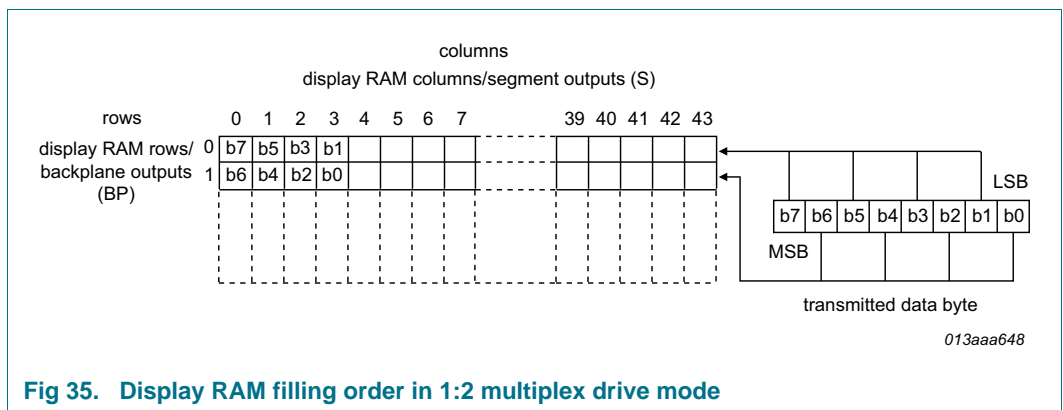 columns
display RAM columns/segment outputs (S)
rows 0 1 2 3 4 5 6 7 39 40 41 42 43
display RAM rows/ 0 b7 b5 b3 b1
backplane outputs 1 b6 b4 b2 b0
(BP)
LSB
b7 b6 b5 b4 b3 b2 b1 b0
MSB
transmitted data byte
013aaa648
Fig 35. Display RAM filling order in 1:2 multiplex drive mode